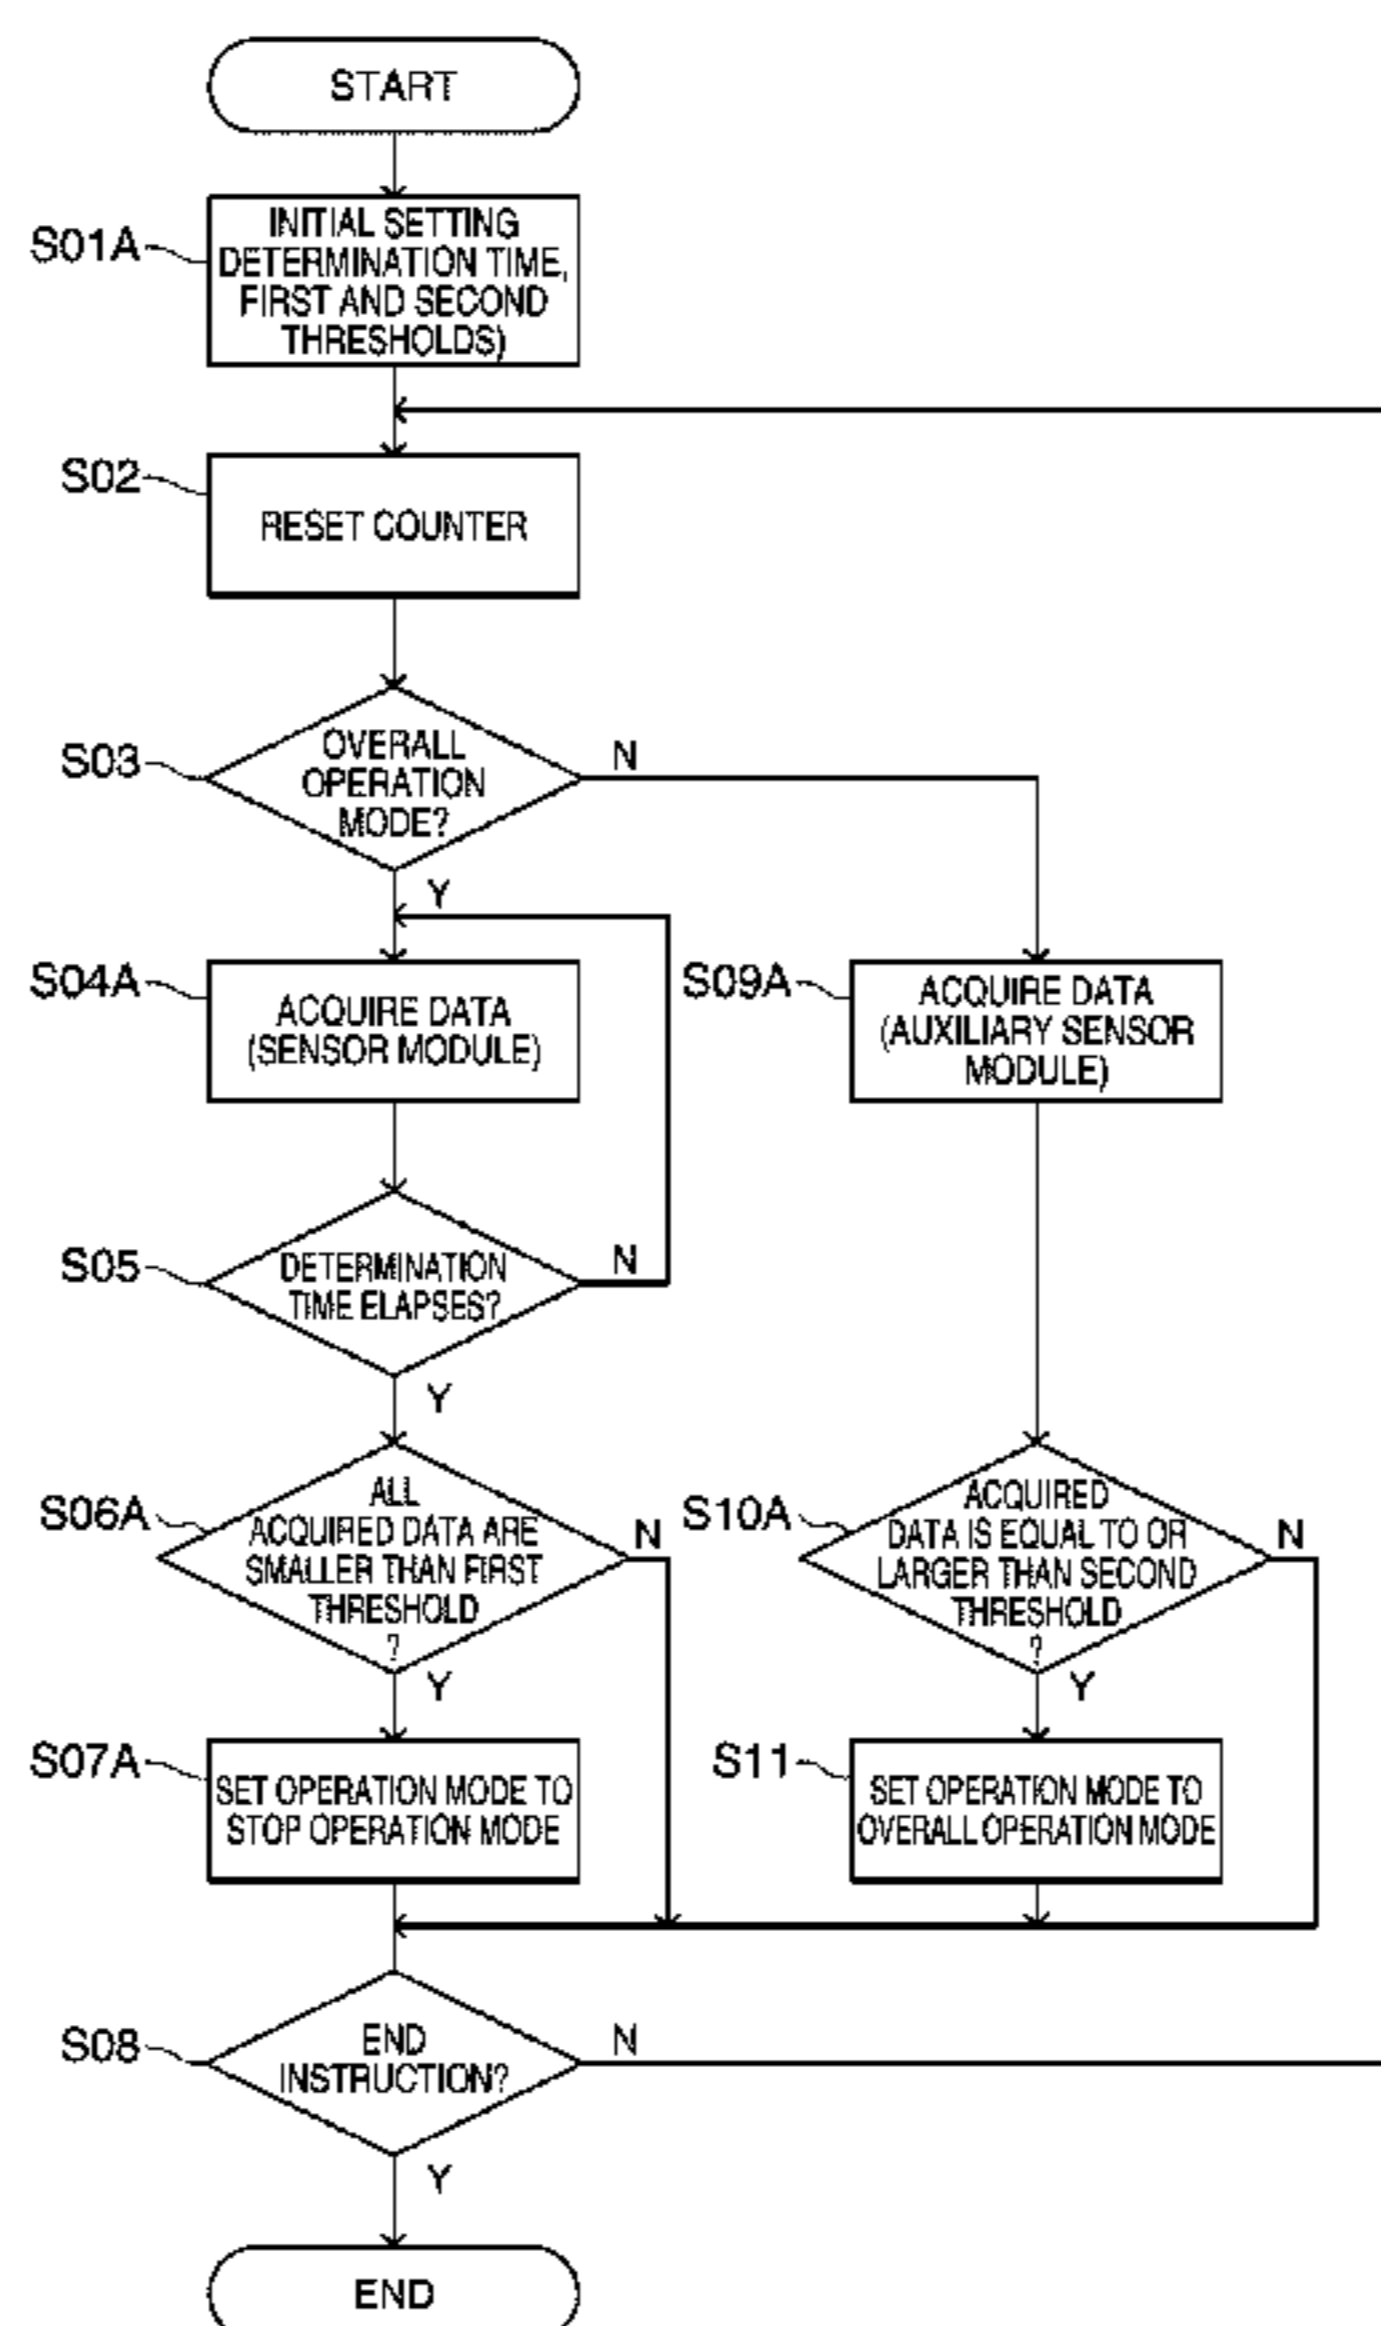 START
S01A
INITIAL SETTING
DETERMINATION TIME,
FIRST AND SECOND
THRESHOLDS)
S02
RESET COUNTER
S03
OVERALL
OPERATION
MODE?
N
Y
S04A
ACQUIRE DATA
(SENSOR MODULE)
S09A
ACQUIRE DATA
(AUXILIARY SENSOR
MODULE)
S05
DETERMINATION
TIME ELAPSES?
N
Y
S06A
ALL
ACQUIRED DATA ARE
SMALLER THAN FIRST
THRESHOLD
?
N
Y
S10A
ACQUIRED
DATA IS EQUAL TO OR
LARGER THAN SECOND
THRESHOLD
?
N
Y
S07A
SET OPERATION MODE TO
STOP OPERATION MODE
S11
SET OPERATION MODE TO
OVERALL OPERATION MODE
S08
END
INSTRUCTION?
N
Y
END